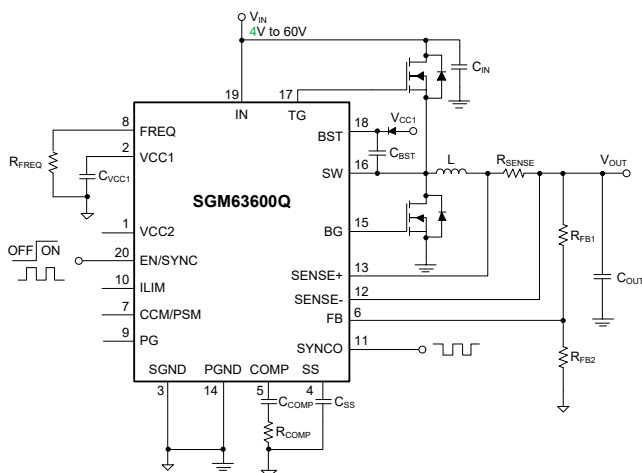 VIN
4V to 60V
CIN
19
17
IN
TG
8
FREQ
BST
18
VCC1
RFREQ
2
VCC1
CBST
CVCC1
SW
16
L
RSENSE
VOUT
SGM63600Q
1
VCC2
BG
15
RFB1
OFF
ON
20
EN/SYNC
10
ILIM
SENSE+
13
COUT
SENSE-
12
7
CCM/PSM
FB
6
9
PG
SYNCO
11
RFB2
SGND
PGND
COMP
SS
3
14
5
4
CCOMP
CSS
RCOMP